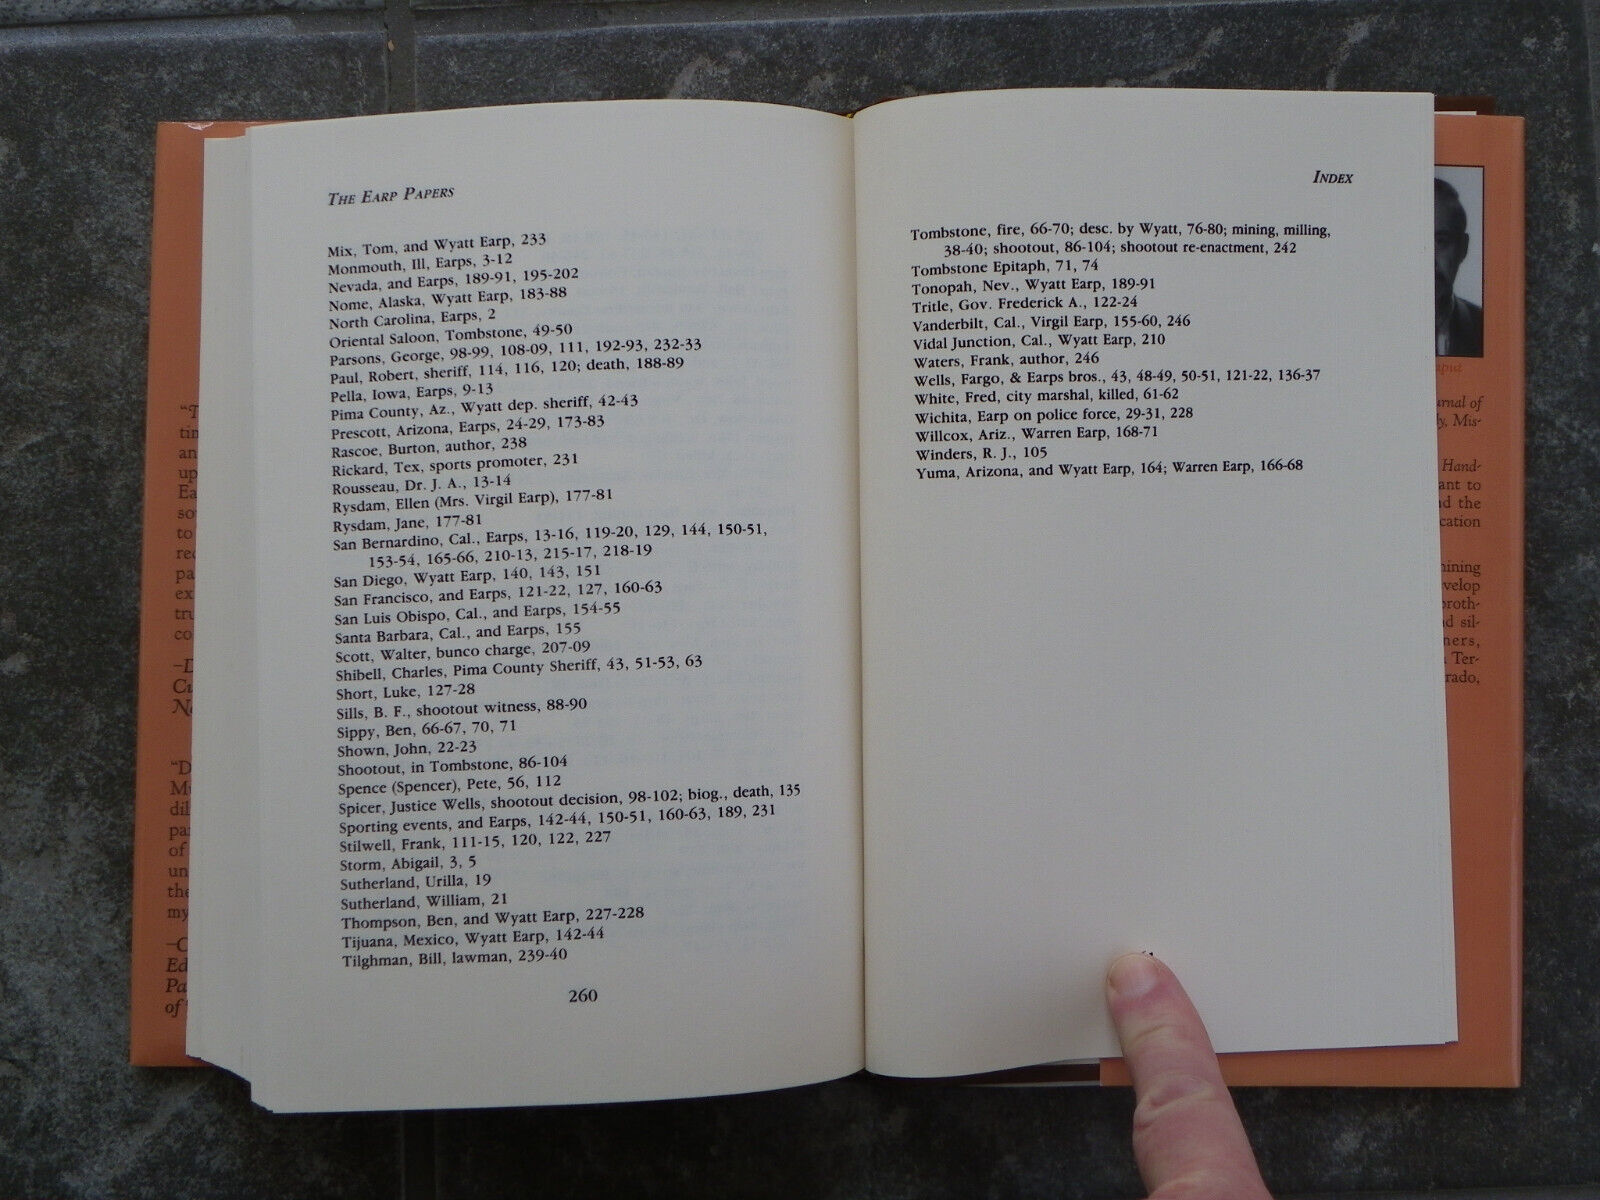 THE EARP PAPERS
Mix, Tom, and Wyatt Earp, 233
Monmouth, Ill, Earps, 3-12
Nevada, and Earps, 189-91, 195-202
Nome, Alaska, Wyatt Earp, 183-88
North Carolina, Earps, 2
Oriental Saloon, Tombstone, 49-50
Parsons, George, 98-99, 108-09, 111, 192-93, 232-33
Paul, Robert, sheriff, 114, 116, 120; death, 188-89
Pella, Iowa, Earps, 9-13
Pima County, Az., Wyatt dep. sheriff, 42-43
Prescott, Arizona, Earps, 24-29, 173-83
Rascoe, Burton, author, 238
Rickard, Tex, sports promoter, 231
Rousseau, Dr. J. A., 13-14
Rysdam, Ellen (Mrs. Virgil Earp), 177-81
Rysdam, Jane, 177-81
San Bernardino, Cal., Earps, 13-16, 119-20, 129, 144, 150-51,
153-54, 165-66, 210-13, 215-17, 218-19
San Diego, Wyatt Earp, 140, 143, 151
San Francisco, and Earps, 121-22, 127, 160-63
San Luis Obispo, Cal., and Earps, 154-55
Santa Barbara, Cal., and Earps, 155
Scott, Walter, bunco charge, 207-09
Shibell, Charles, Pima County Sheriff, 43, 51-53, 63
Short, Luke, 127-28
Sills, B. F., shootout witness, 88-90
Sippy, Ben, 66-67, 70, 71
Shown, John, 22-23
Shootout, in Tombstone, 86-104
Spence (Spencer), Pete, 56, 112
Spicer, Justice Wells, shootout decision, 98-102; biog., death, 135
Sporting events, and Earps, 142-44, 150-51, 160-63, 189, 231
Stilwell, Frank, 111-15, 120, 122, 227
Storm, Abigail, 3, 5
Sutherland, Urilla, 19
Sutherland, William, 21
Thompson, Ben, and Wyatt Earp, 227-228
Tijuana, Mexico, Wyatt Earp, 142-44
Tilghman, Bill, lawman, 239-40
260
INDEX
Tombstone, fire, 66-70; desc. by Wyatt, 76-80; mining, milling,
38-40; shootout, 86-104; shootout re-enactment, 242
Tombstone Epitaph, 71, 74
Tonopah, Nev., Wyatt Earp, 189-91
Tritle, Gov. Frederick A., 122-24
Vanderbilt, Cal., Virgil Earp, 155-60, 246
Vidal Junction, Cal., Wyatt Earp, 210
Waters, Frank, author, 246
Wells, Fargo, & Earps bros., 43, 48-49, 50-51, 121-22, 136-37
White, Fred, city marshal, killed, 61-62
Wichita, Earp on police force, 29-31, 228
Willcox, Ariz., Warren Earp, 168-71
Winders, R. J., 105
Yuma, Arizona, and Wyatt Earp, 164; Warren Earp, 166-68
urnal of
Mis-
Hand-
ant to
the
ining
velop
roth-
sil-
Ter-